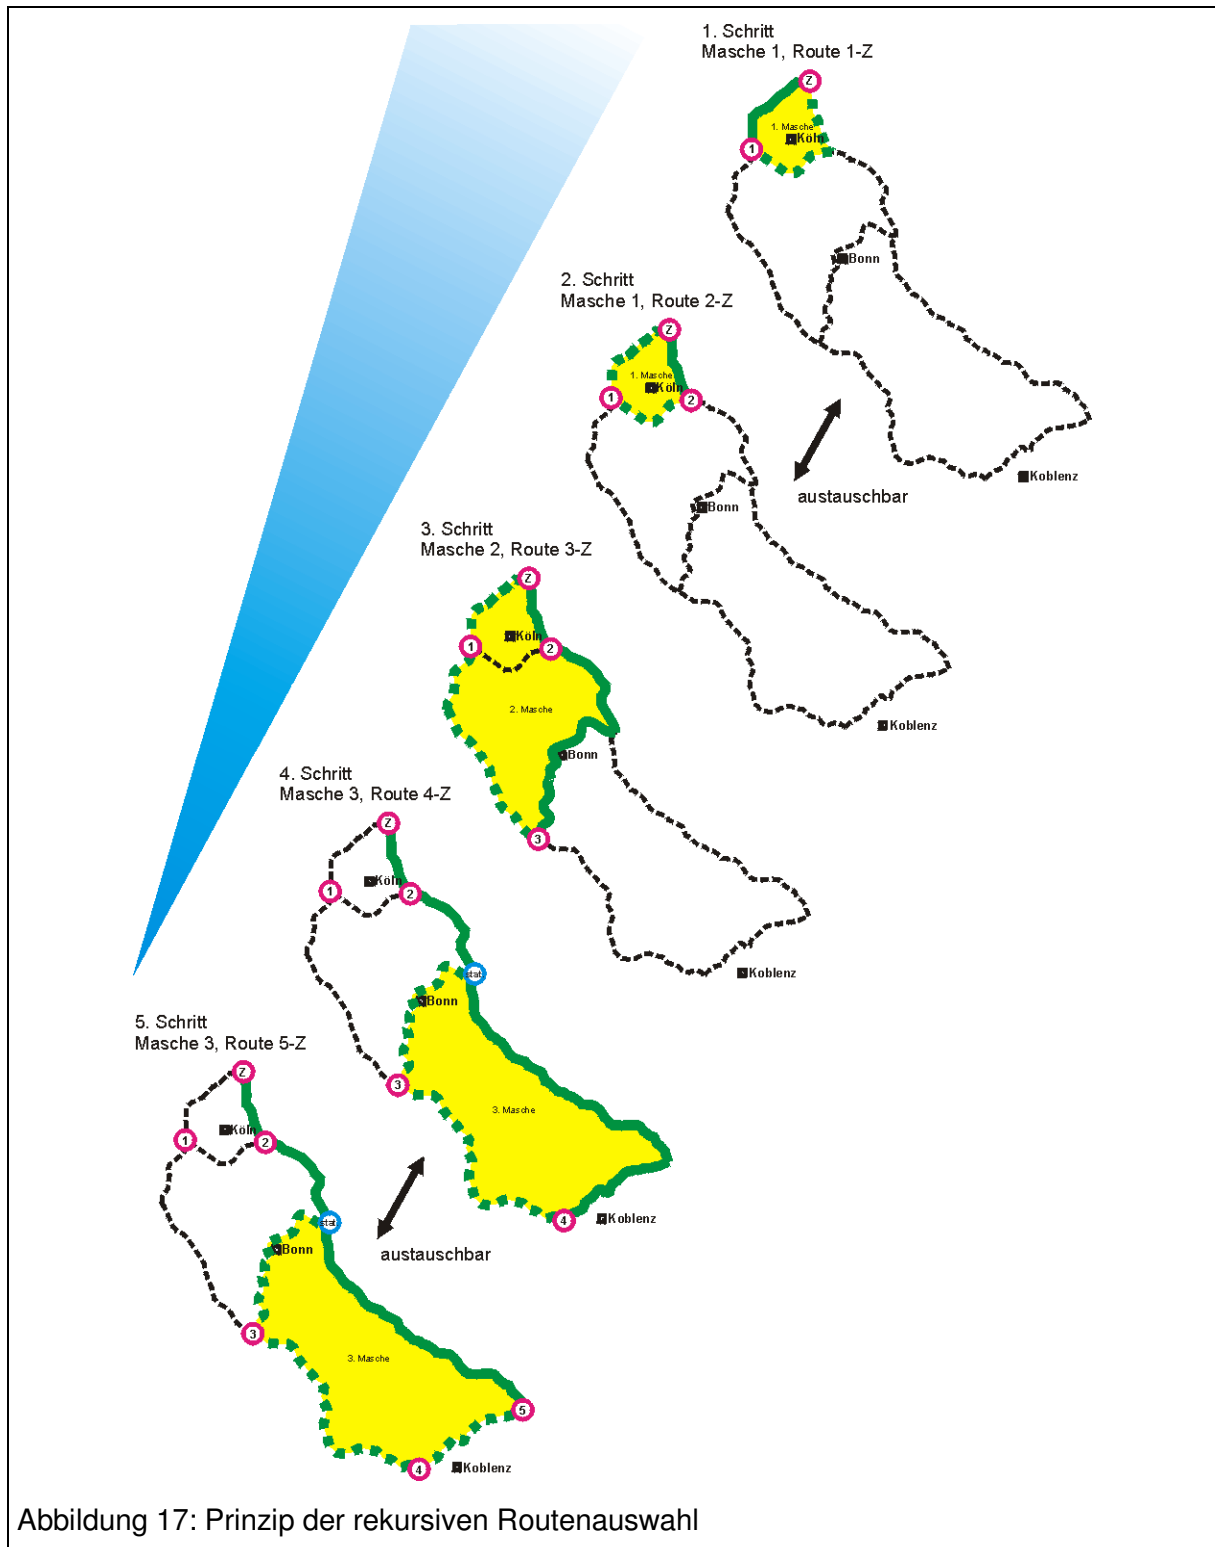 1. Schritt
Masche 1, Route 1-Z
Z
1. Masche
Köln
1
Bonn
Koblenz
2. Schritt
Masche 1, Route 2-Z
Z
1. Masche
Köln
1
2
austauschbar
Bonn
Koblenz
3. Schritt
Masche 2, Route 3-Z
Z
Köln
1
2
2. Masche
Bonn
3
Koblenz
4. Schritt
Masche 3, Route 4-Z
Z
Köln
1
2
stat
Bonn
3
3. Masche
4
Koblenz
5. Schritt
Masche 3, Route 5-Z
Z
Köln
1
2
stat
austauschbar
Bonn
3
3. Masche
5
4
Koblenz
Abbildung 17: Prinzip der rekursiven Routenauswahl